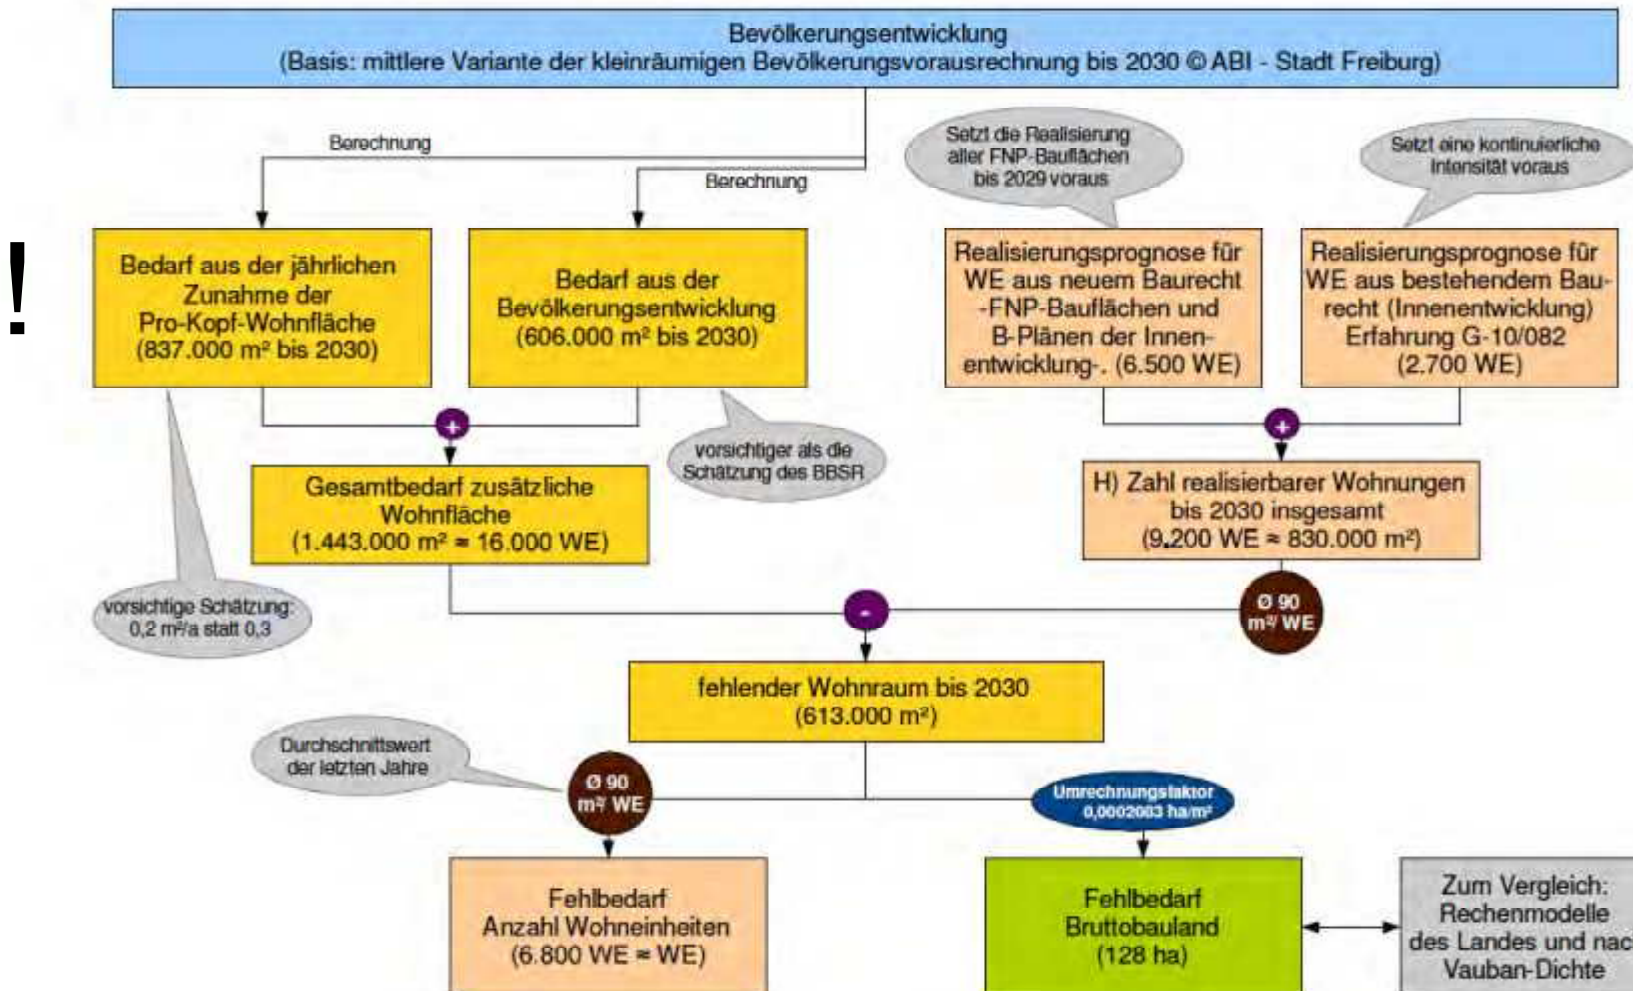 Bevölkerungsentwicklung
(Basis: mittlere Variante der kleinräumigen Bevölkerungsvorausrechnung bis 2030 © ABI - Stadt Freiburg)
Berechnung
Berechnung
Setzt die Realisierung
aller FNP-Bauflächen
bis 2029 voraus
Setzt eine kontinuierliche
Intensität voraus
!
Bedarf aus der jährlichen
Zunahme der
Pro-Kopf-Wohnfläche
(837.000 m² bis 2030)
Bedarf aus der
Bevölkerungsentwicklung
(606.000 m² bis 2030)
Realisierungsprognose für
WE aus neuem Baurecht
-FNP-Bauflächen und
B-Plänen der Innen-
entwicklung-. (6.500 WE)
Realisierungsprognose für
WE aus bestehendem Bau-
recht (Innenentwicklung)
Erfahrung G-10/082
(2.700 WE)
+
+
vorsichtiger als die
Schätzung des BBSR
Gesamtbedarf zusätzliche
Wohnfläche
(1.443.000 m² ≈ 16.000 WE)
H) Zahl realisierbarer Wohnungen
bis 2030 insgesamt
(9.200 WE ≈ 830.000 m²)
vorsichtige Schätzung:
0,2 m²/a statt 0,3
-
Ø 90
m²/ WE
fehlender Wohnraum bis 2030
(613.000 m²)
Durchschnittswert
der letzten Jahre
Ø 90
m²/ WE
Umrechnungsfaktor
0,0002083 ha/m²
Fehlbedarf
Anzahl Wohneinheiten
(6.800 WE ≈ WE)
Fehlbedarf
Bruttobauland
(128 ha)
Zum Vergleich:
Rechenmodelle
des Landes und nac
Vauban-Dichte